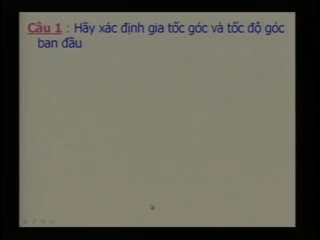 Câu 1 : Hãy xác định gia tốc góc và tốc độ góc
ban đầu